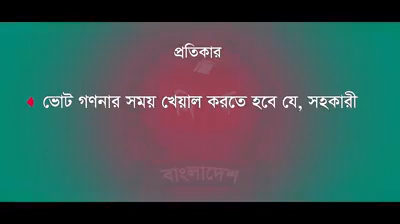 প্রতিকার
ভোট গণনার সময় খেয়াল করতে হবে যে, সহকারী
বাংলাদেশ